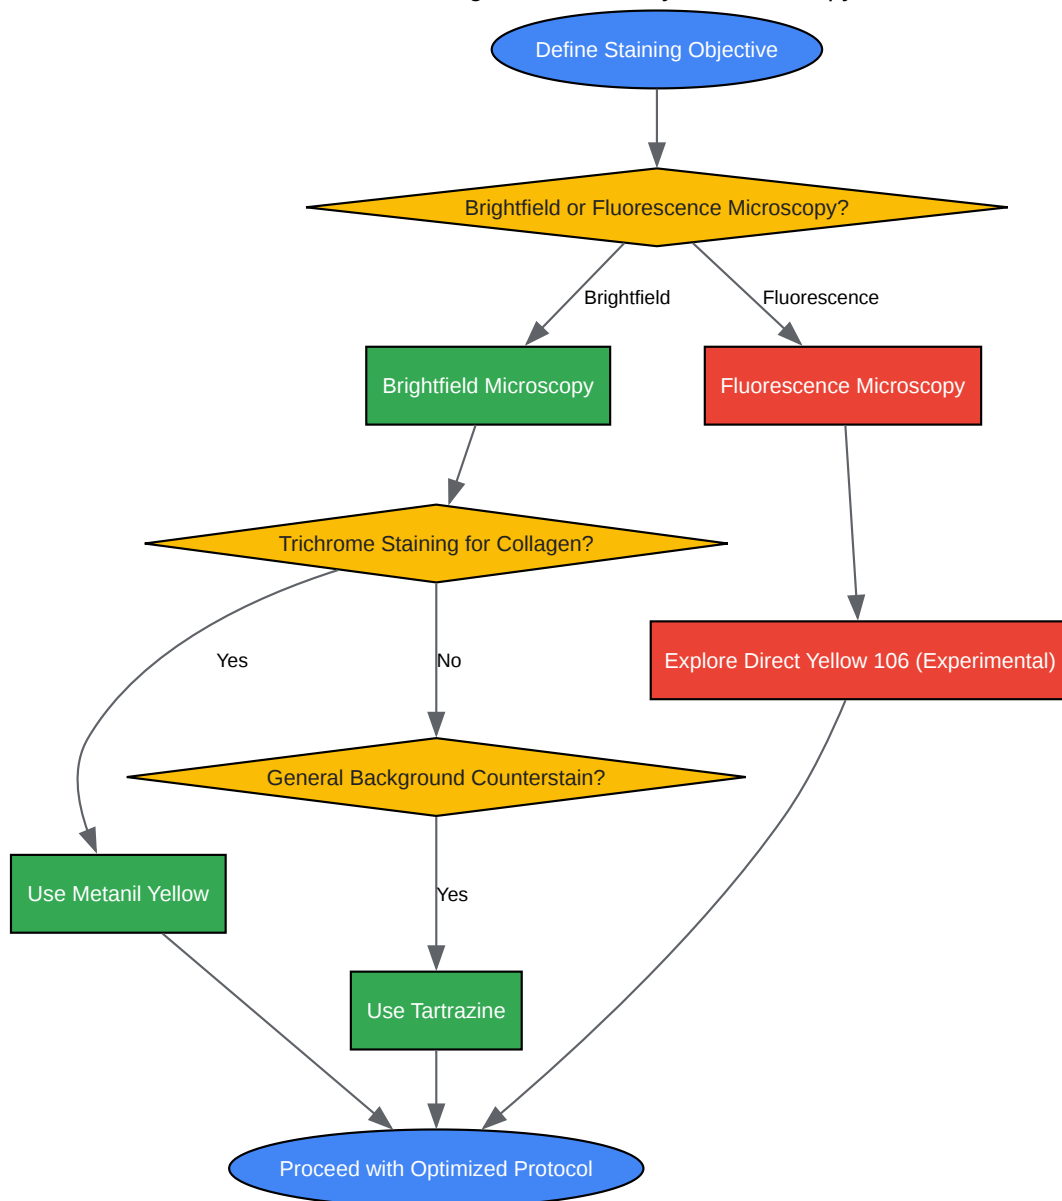 Define Staining Objective
Brightfield or Fluorescence Microscopy?
Brightfield
Fluorescence
Brightfield Microscopy
Fluorescence Microscopy
Trichrome Staining for Collagen?
Yes
No
Explore Direct Yellow 106 (Experimental)
General Background Counterstain?
Use Metanil Yellow
Yes
Use Tartrazine
Proceed with Optimized Protocol